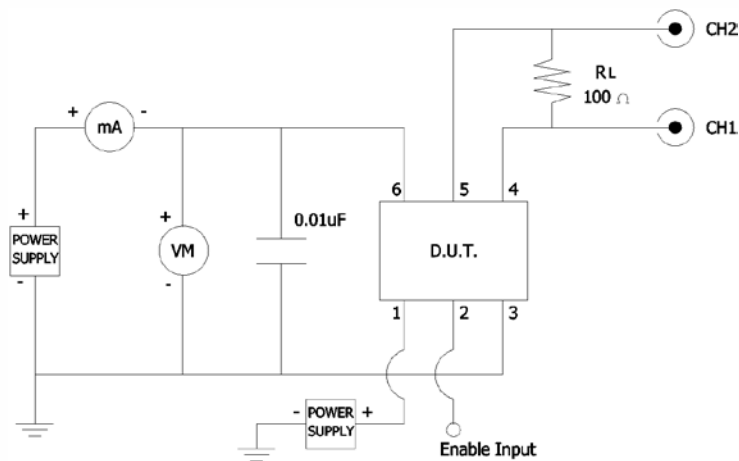 CH2
RL
100 Ω
CH1
+
mA
-
6
5
4
+
POWER
SUPPLY
-
+
VM
-
0.01uF
D.U.T.
1
2
3
-
POWER
SUPPLY
+
Enable Input